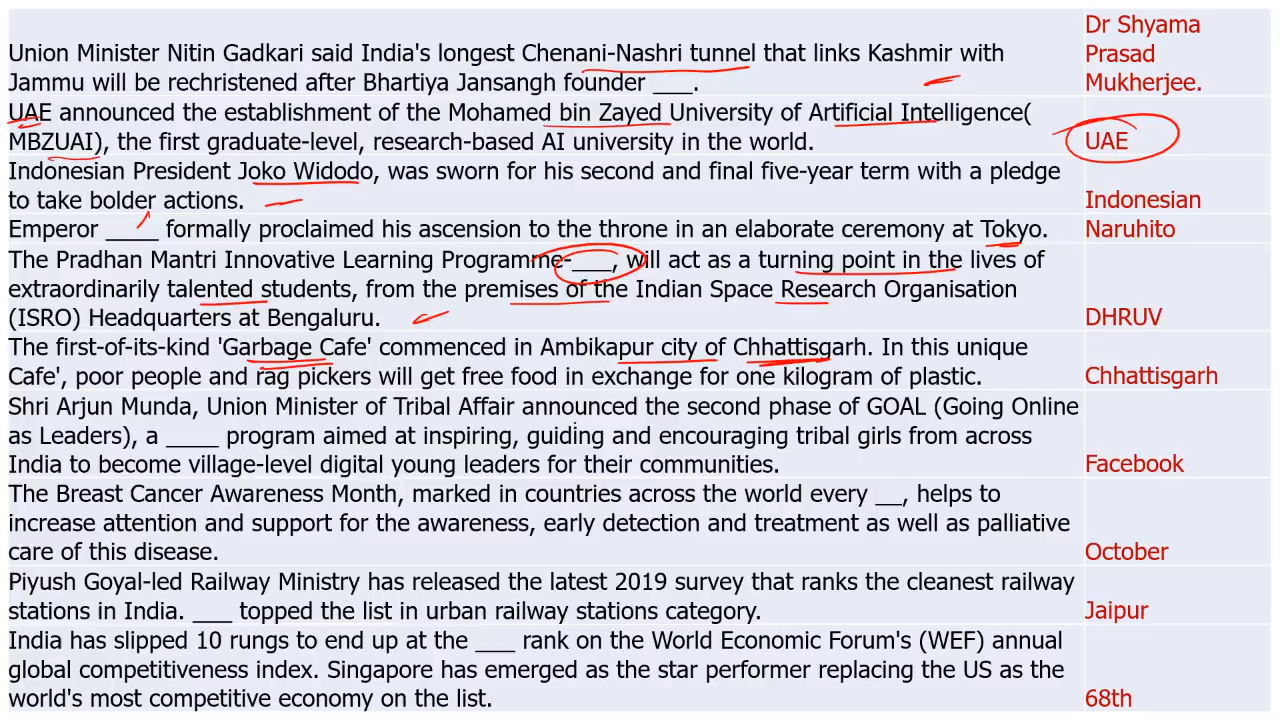 Union Minister Nitin Gadkari said India's longest Chenani-Nashri tunnel that links Kashmir with
Jammu will be rechristened after Bhartiya Jansangh founder ___.
Dr Shyama
Prasad
Mukherjee.
UAE announced the establishment of the Mohamed bin Zayed University of Artificial Intelligence(
MBZUAI), the first graduate-level, research-based AI university in the world.
UAE
Indonesian President Joko Widodo, was sworn for his second and final five-year term with a pledge
to take bolder actions.
Indonesian
Emperor ____ formally proclaimed his ascension to the throne in an elaborate ceremony at Tokyo.
Naruhito
The Pradhan Mantri Innovative Learning Programme-___, will act as a turning point in the lives of
extraordinarily talented students, from the premises of the Indian Space Research Organisation
(ISRO) Headquarters at Bengaluru.
DHRUV
The first-of-its-kind 'Garbage Cafe' commenced in Ambikapur city of Chhattisgarh. In this unique
Cafe', poor people and rag pickers will get free food in exchange for one kilogram of plastic.
Chhattisgarh
Shri Arjun Munda, Union Minister of Tribal Affair announced the second phase of GOAL (Going Online
as Leaders), a ____ program aimed at inspiring, guiding and encouraging tribal girls from across
India to become village-level digital young leaders for their communities.
Facebook
The Breast Cancer Awareness Month, marked in countries across the world every __, helps to
increase attention and support for the awareness, early detection and treatment as well as palliative
care of this disease.
October
Piyush Goyal-led Railway Ministry has released the latest 2019 survey that ranks the cleanest railway
stations in India. ___ topped the list in urban railway stations category.
Jaipur
India has slipped 10 rungs to end up at the ___ rank on the World Economic Forum's (WEF) annual
global competitiveness index. Singapore has emerged as the star performer replacing the US as the
world's most competitive economy on the list.
68th